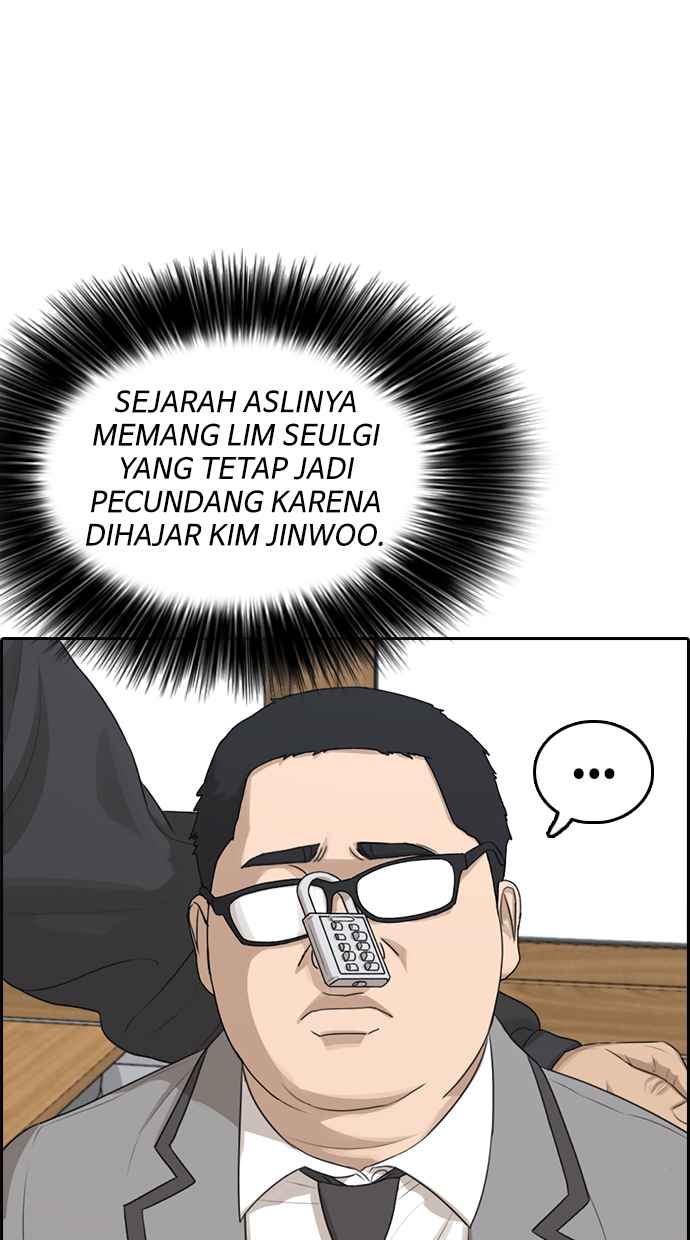 SEJARAH ASLINYA
MEMANG LIM SEULGI
YANG TETAP JADI
PECUNDANG KARENA
DIHAJAR KIM JINWOO.
...